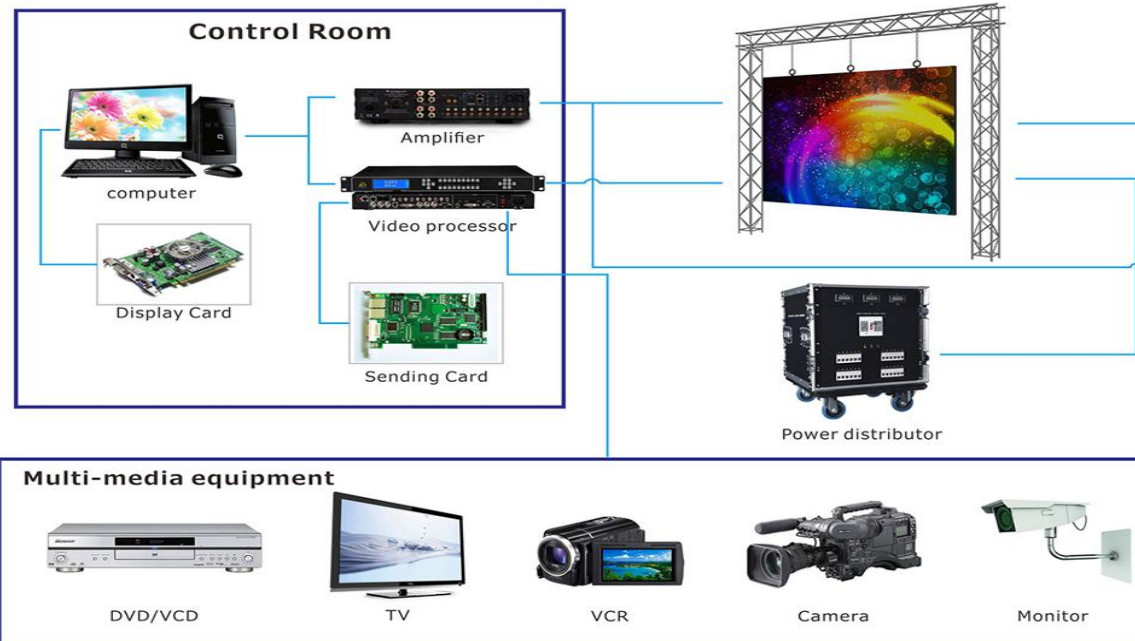 Control Room
computer
Amplifier
Video processor
Display Card
Sending Card
Power distributor
Multi-media equipment
DVD/VCD
TV
VCR
Camera
Monitor